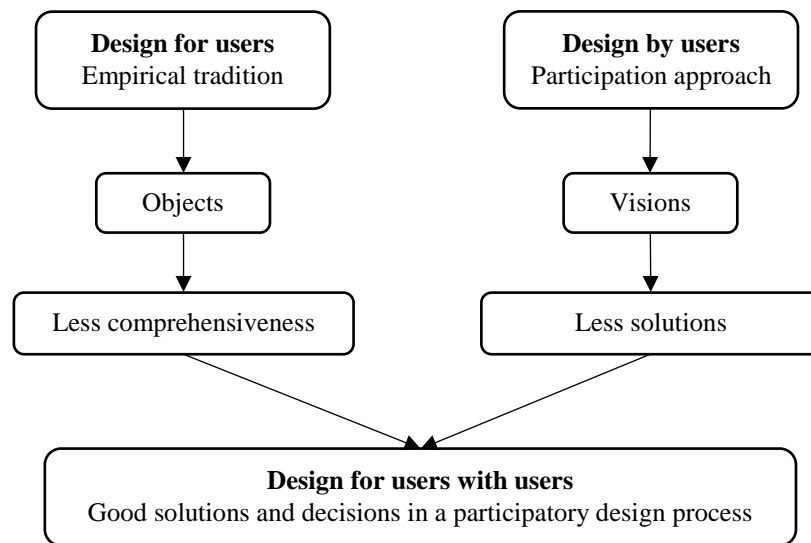 Design for users
Empirical tradition
Design by users
Participation approach
Objects
Visions
Less comprehensiveness
Less solutions
Design for users with users
Good solutions and decisions in a participatory design process